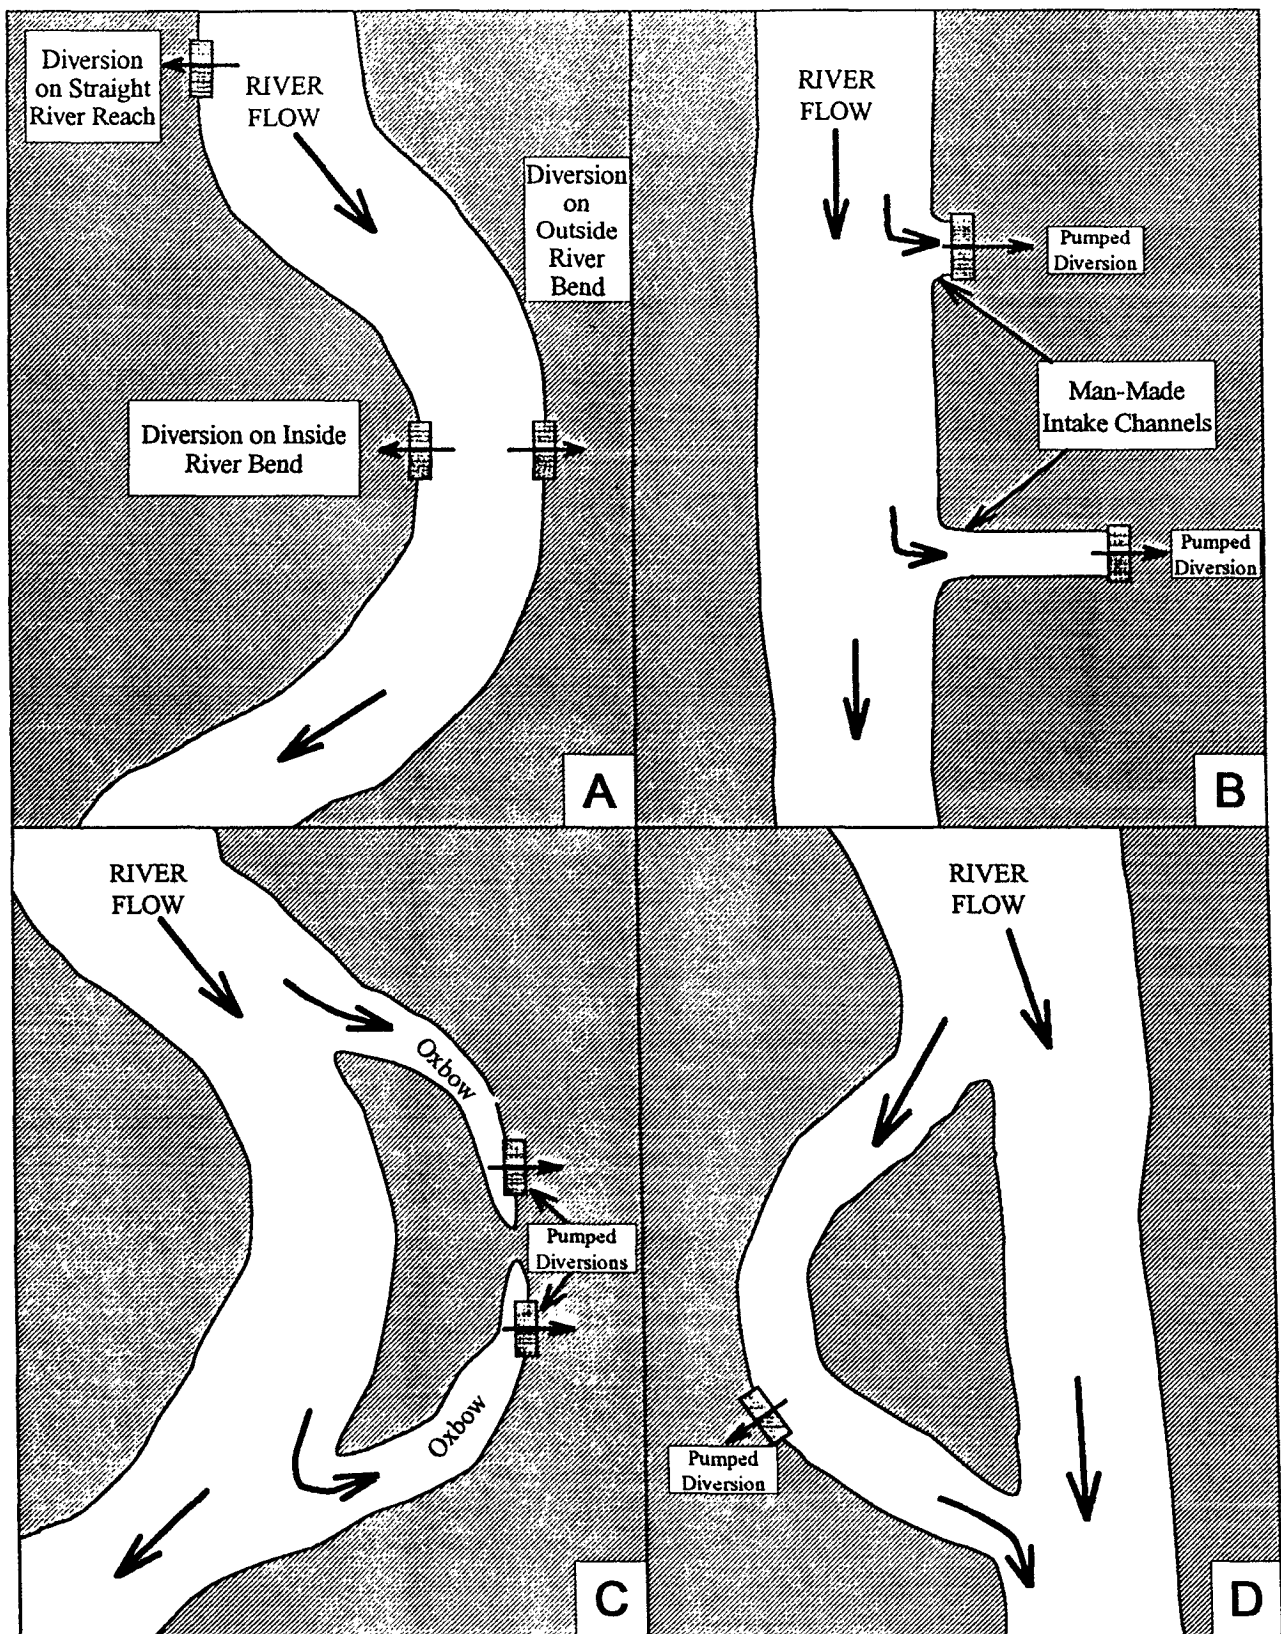 Diversion
on Straight
River Reach
RIVER
FLOW
Diversion
on
Outside
River
Bend
Diversion on Inside
River Bend
A
RIVER
FLOW
Pumped
Diversion
Man-Made
Intake Channels
Pumped
Diversion
B
RIVER
FLOW
Oxbow
Pumped
Diversions
Oxbow
C
RIVER
FLOW
Pumped
Diversion
D